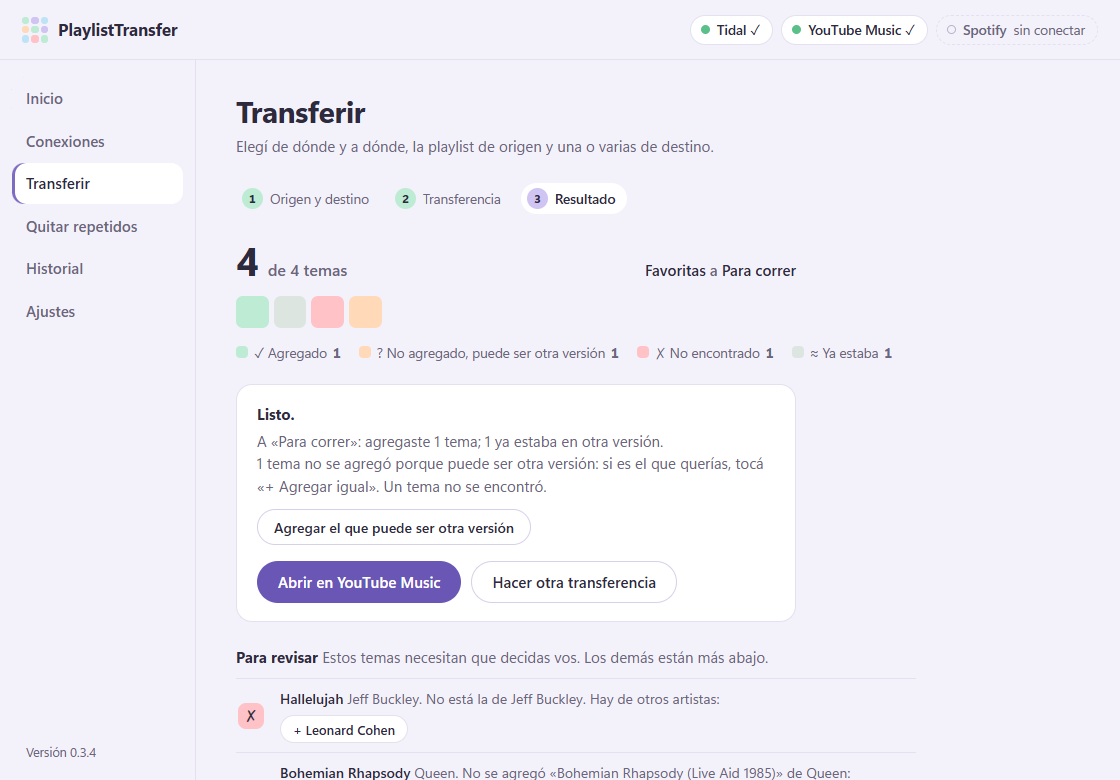 PlaylistTransfer
Tidal ✓
YouTube Music ✓
Spotify sin conectar
Inicio
Conexiones
Transferir
Quitar repetidos
Historial
Ajustes
Versión 0.3.4
Transferir
Elegí de dónde y a dónde, la playlist de origen y una o varias de destino.
1 Origen y destino
2 Transferencia
3 Resultado
4 de 4 temas
Favoritas a Para correr
✓ Agregado 1
? No agregado, puede ser otra versión 1
✗ No encontrado 1
≈ Ya estaba 1
Listo.
A «Para correr»: agregaste 1 tema; 1 ya estaba en otra versión.
1 tema no se agregó porque puede ser otra versión: si es el que querías, tocá
«+ Agregar igual». Un tema no se encontró.
Agregar el que puede ser otra versión
Abrir en YouTube Music
Hacer otra transferencia
Para revisar Estos temas necesitan que decidas vos. Los demás están más abajo.
✗
Hallelujah Jeff Buckley. No está la de Jeff Buckley. Hay de otros artistas:
+ Leonard Cohen
Bohemian Rhapsody Queen. No se agregó «Bohemian Rhapsody (Live Aid 1985)» de Queen: